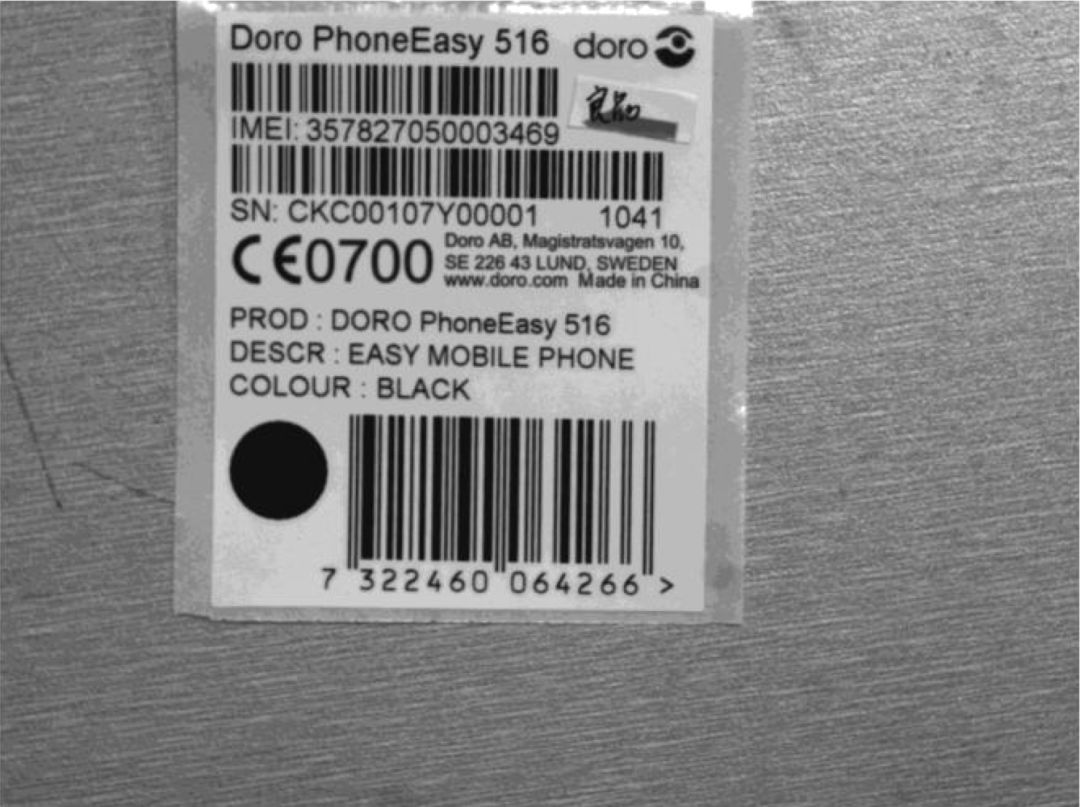 Doro PhoneEasy 516 doro
良品
IMEI: 357827050003469
SN: CKC00107Y00001 1041
CE0700 Doro AB, Magistratsvagen 10,
SE 226 43 LUND, SWEDEN
www.doro.com Made in China
PROD : DORO PhoneEasy 516
DESCR : EASY MOBILE PHONE
COLOUR : BLACK
7 322460 064266 >